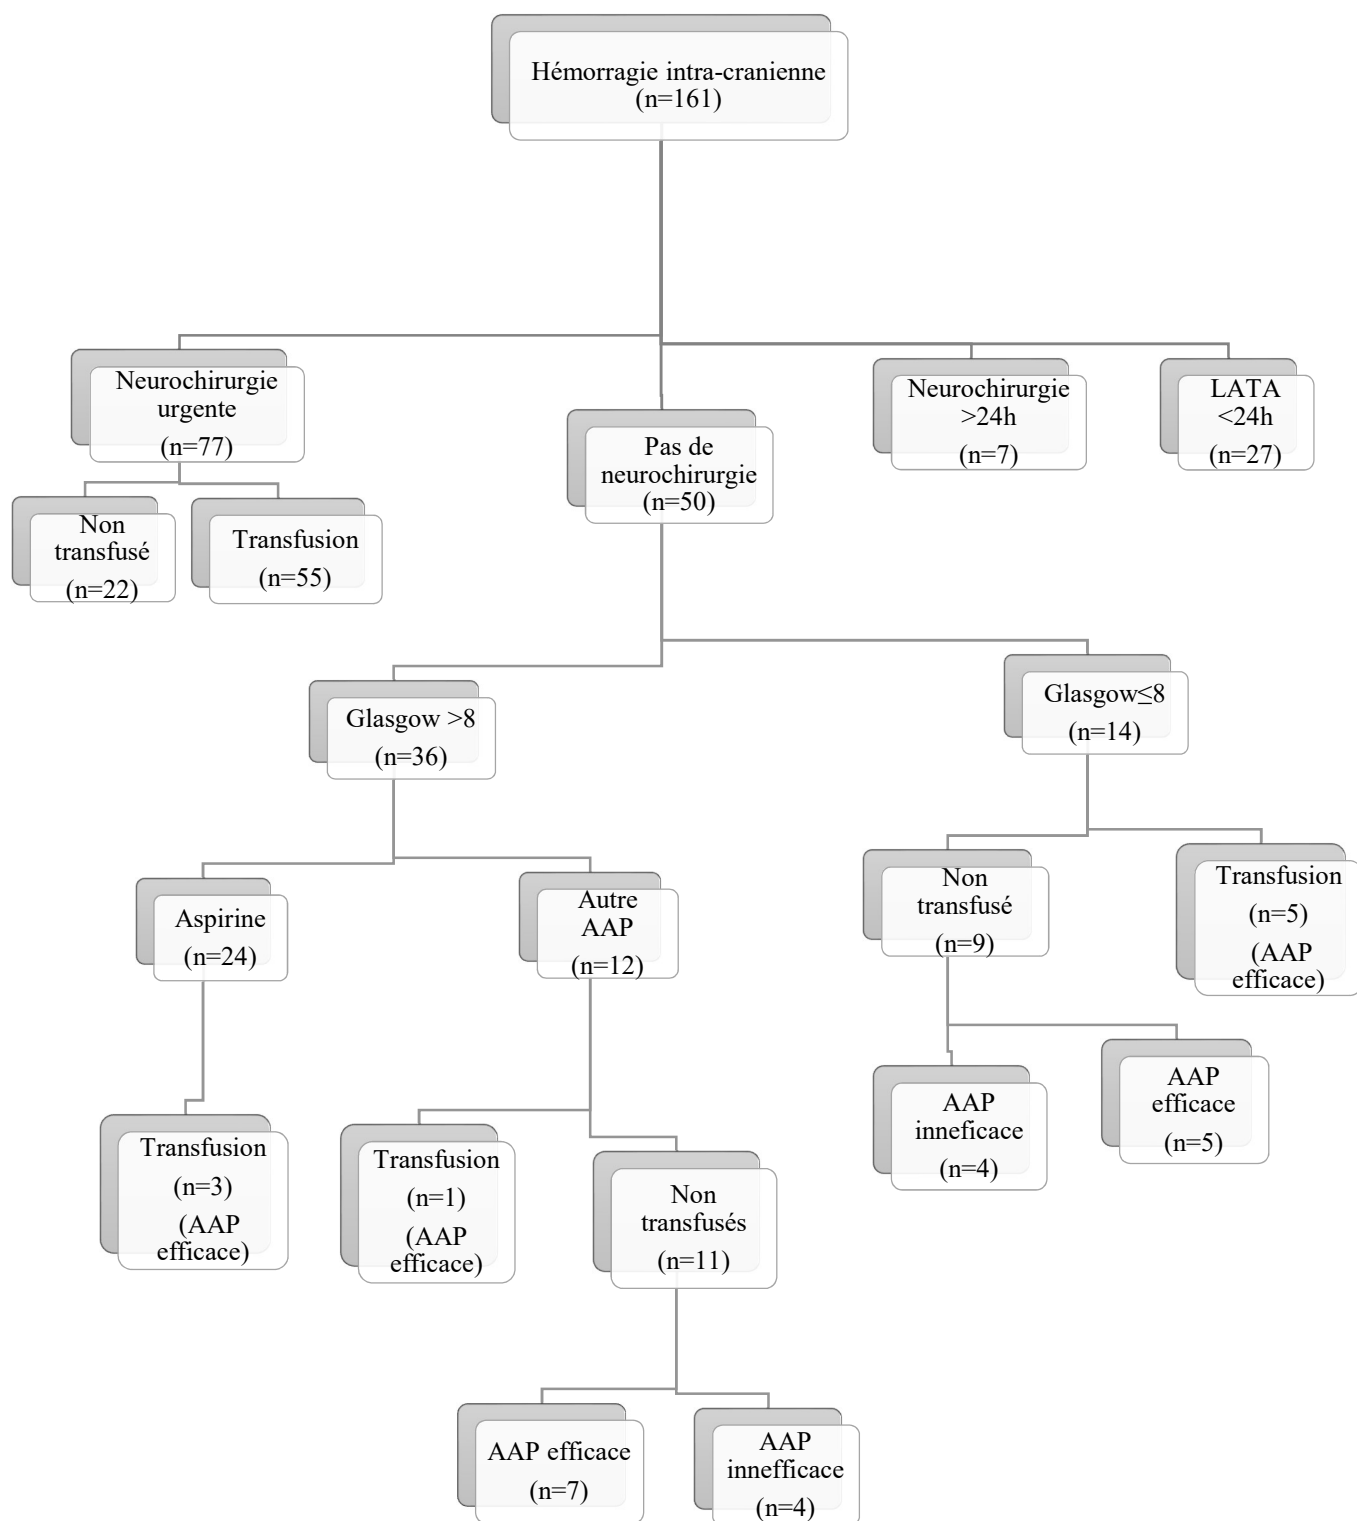 Hémorragie intra-cranienne
(n=161)
Neurochirurgie
urgente
(n=77)
Pas de
neurochirurgie
(n=50)
Neurochirurgie
>24h
(n=7)
LATA
<24h
(n=27)
Non
transfusé
(n=22)
Transfusion
(n=55)
Glasgow >8
(n=36)
Glasgow≤8
(n=14)
Aspirine
(n=24)
Autre
AAP
(n=12)
Non
transfusé
(n=9)
Transfusion
(n=5)
(AAP
efficace)
Transfusion
(n=3)
(AAP
efficace)
Transfusion
(n=1)
(AAP
efficace)
Non
transfusés
(n=11)
AAP
inneficace
(n=4)
AAP
efficace
(n=5)
AAP efficace
(n=7)
AAP
innefficace
(n=4)